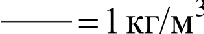 — = 1 кг/м³